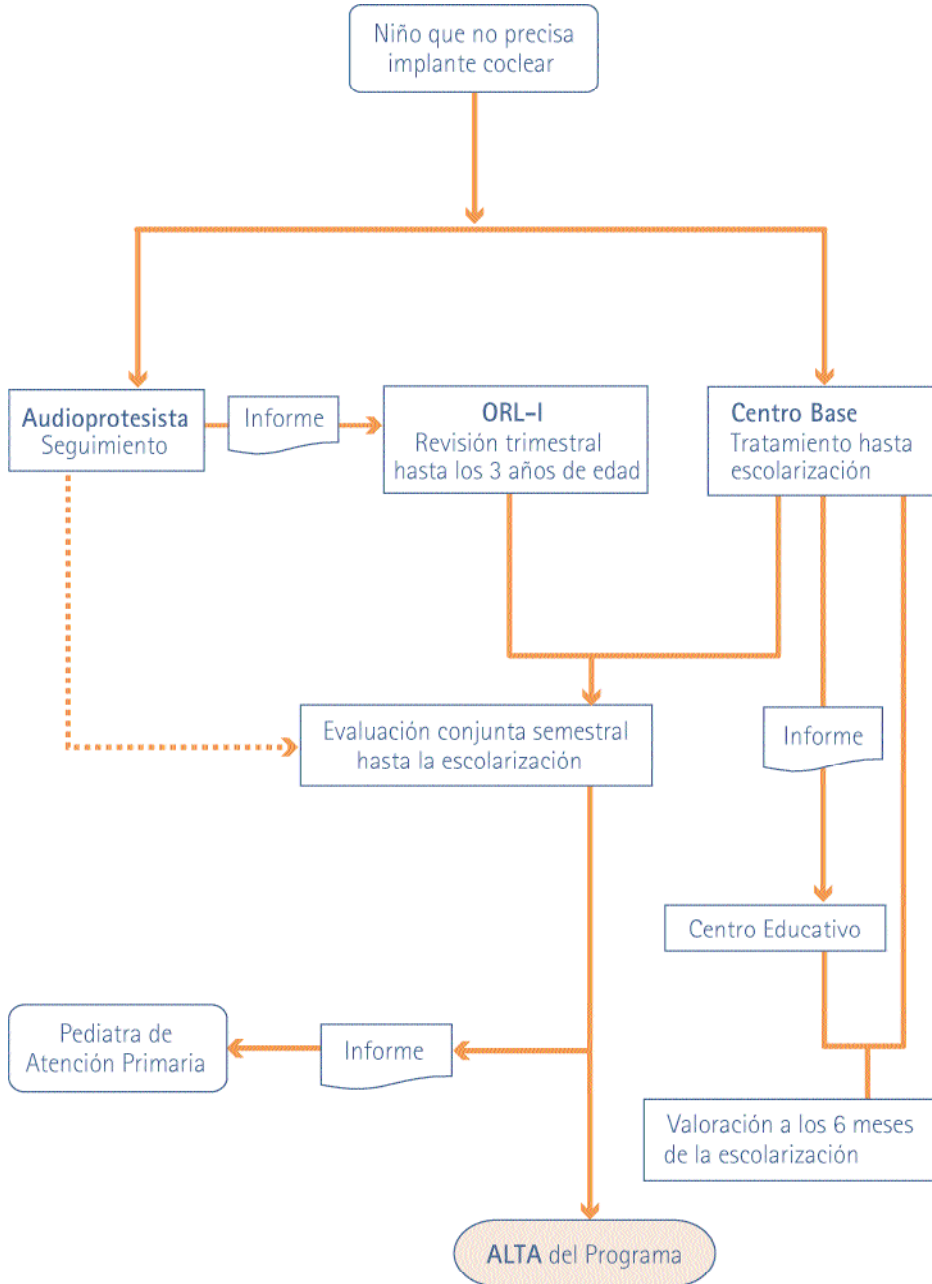 Niño que no precisa
implante coclear
Audioprotesista
Seguimiento
Informe
ORL-I
Revisión trimestral
hasta los 3 años de edad
Centro Base
Tratamiento hasta
escolarización
Evaluación conjunta semestral
hasta la escolarización
Informe
Centro Educativo
Pediatra de
Atención Primaria
Informe
Valoración a los 6 meses
de la escolarización
ALTA del Programa